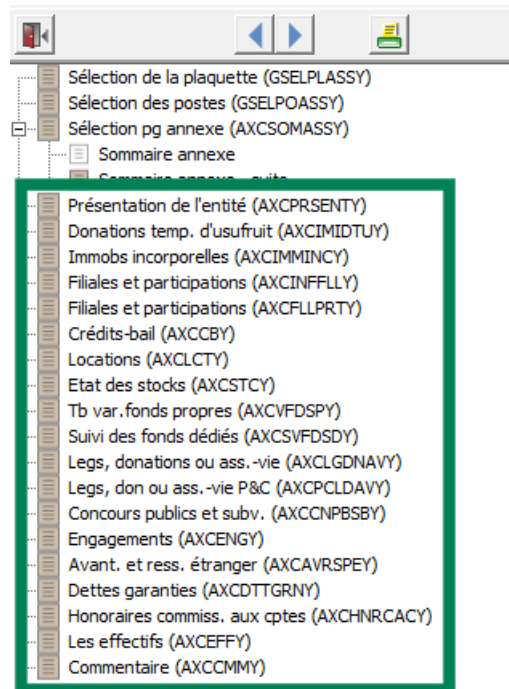 Sélection de la plaquette (GSELPLASSY)
Sélection des postes (GSELPOASSY)
Sélection pg annexe (AXCSOMASSY)
Sommaire annexe
Sommaire annexe - suite
Présentation de l'entité (AXCPRSENTY)
Donations temp. d'usufruit (AXCIMIDTUY)
Immobs incorporelles (AXCIMMINCY)
Filiales et participations (AXCINFFLLY)
Filiales et participations (AXCFLLPRTY)
Crédits-bail (AXCCBY)
Locations (AXCLCTY)
Etat des stocks (AXCSTCY)
Tb var.fonds propres (AXCVFDSPY)
Suivi des fonds dédiés (AXCSVFDSDY)
Legs, donations ou ass.-vie (AXCLGDNAVY)
Legs, don ou ass.-vie P&C (AXCPCLDAVY)
Concours publics et subv. (AXCCNPBSBY)
Engagements (AXCENGY)
Avant. et ress. étranger (AXCAVRSPEY)
Dettes garanties (AXCDTTGRNY)
Honoraires commiss. aux cptes (AXCHNRCACY)
Les effectifs (AXCEFFY)
Commentaire (AXCCMMY)